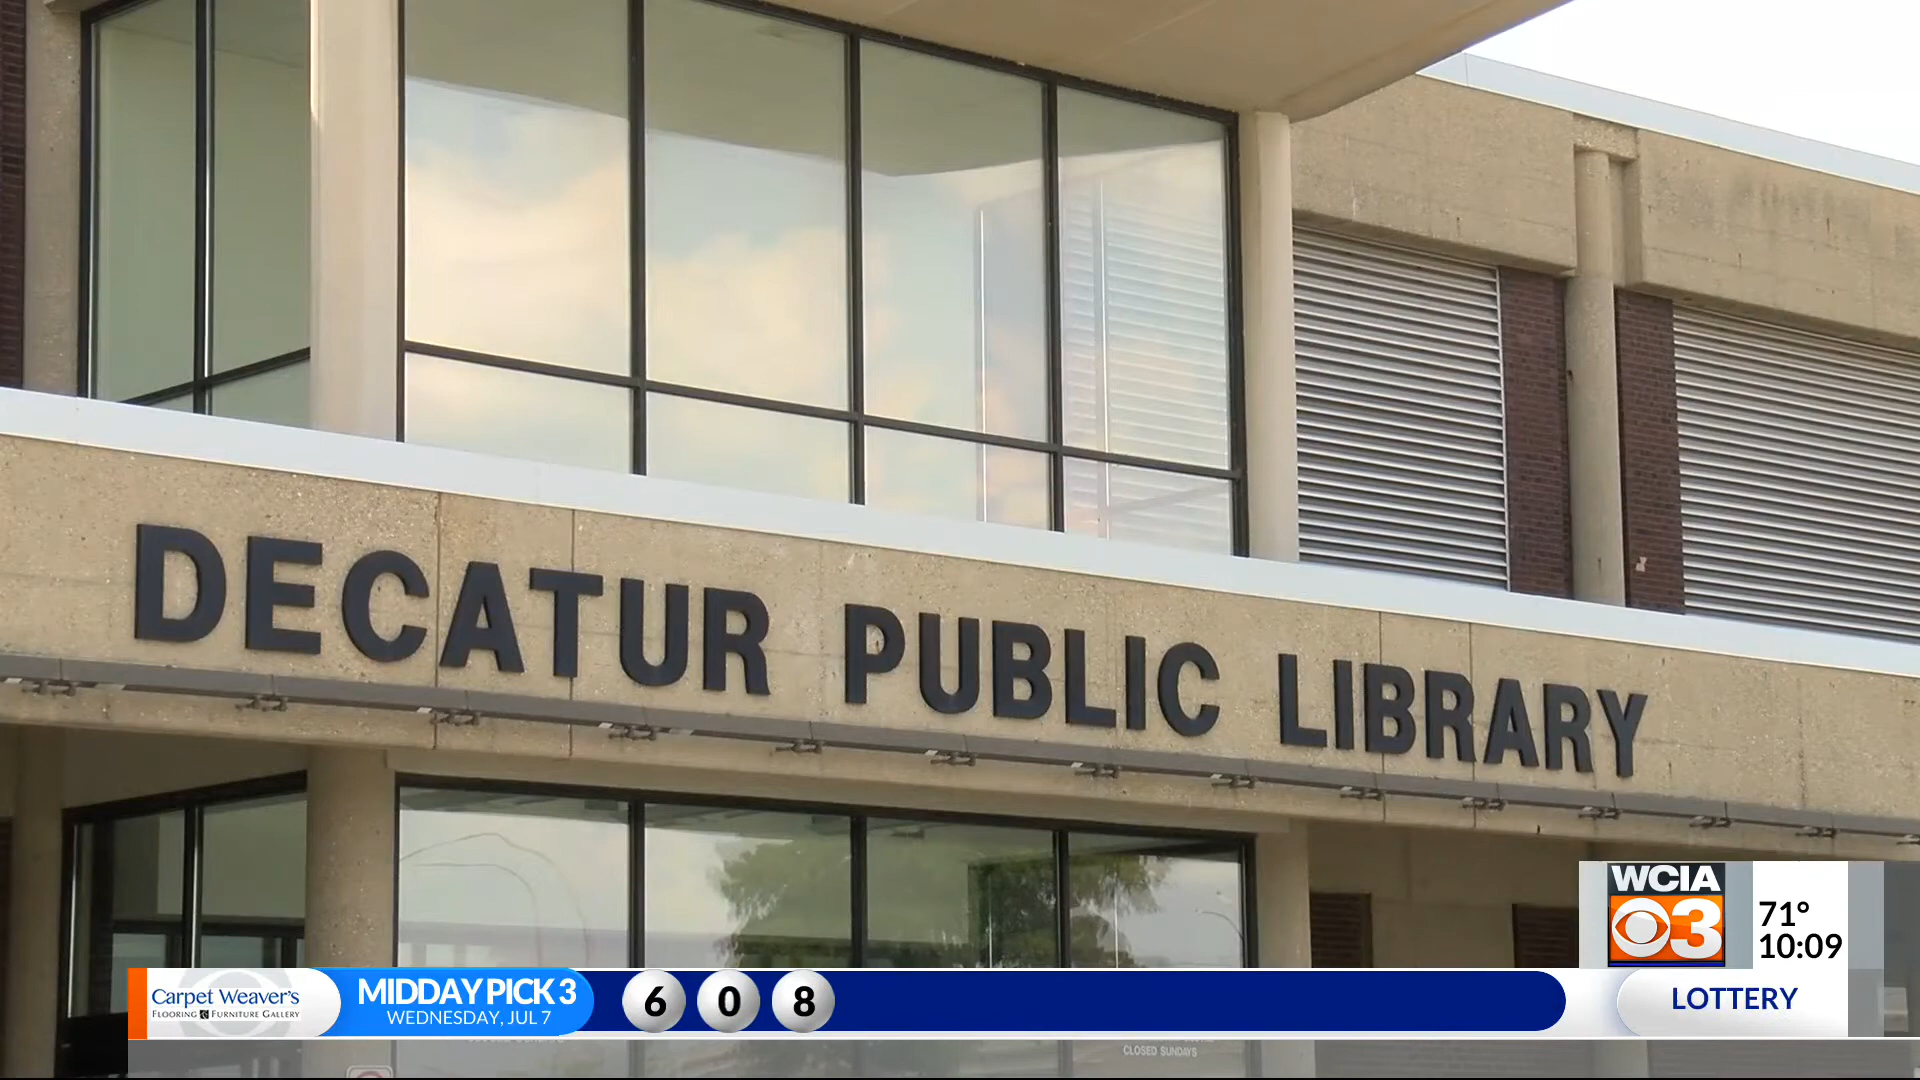 DECATUR PUBLIC LIBRARY
WCIA
3
71°
10:09
Carpet Weaver's
FLOORING & FURNITURE GALLERY
MIDDAY PICK 3
WEDNESDAY, JUL 7
6 0 8
LOTTERY
CLOSED SUNDAYS